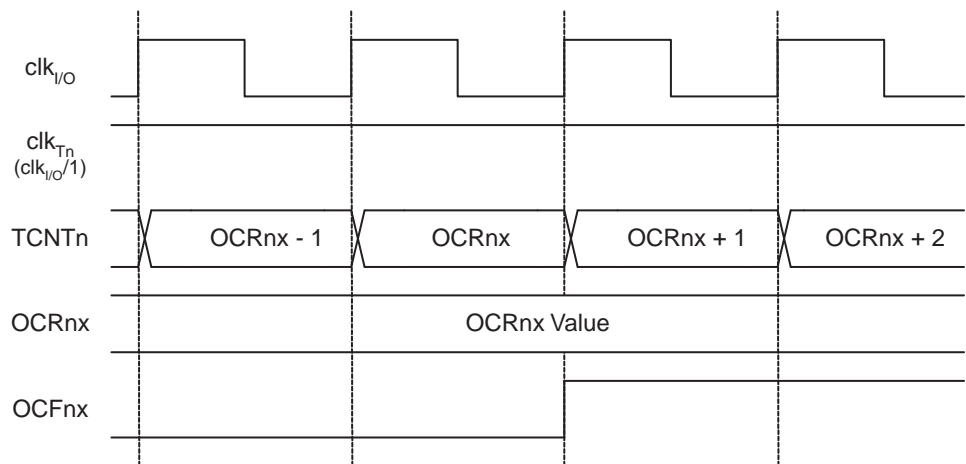 clkI/O
clkTn
(clkI/O/1)
TCNTn
OCRnx - 1
OCRnx
OCRnx + 1
OCRnx + 2
OCRnx
OCRnx Value
OCFnx